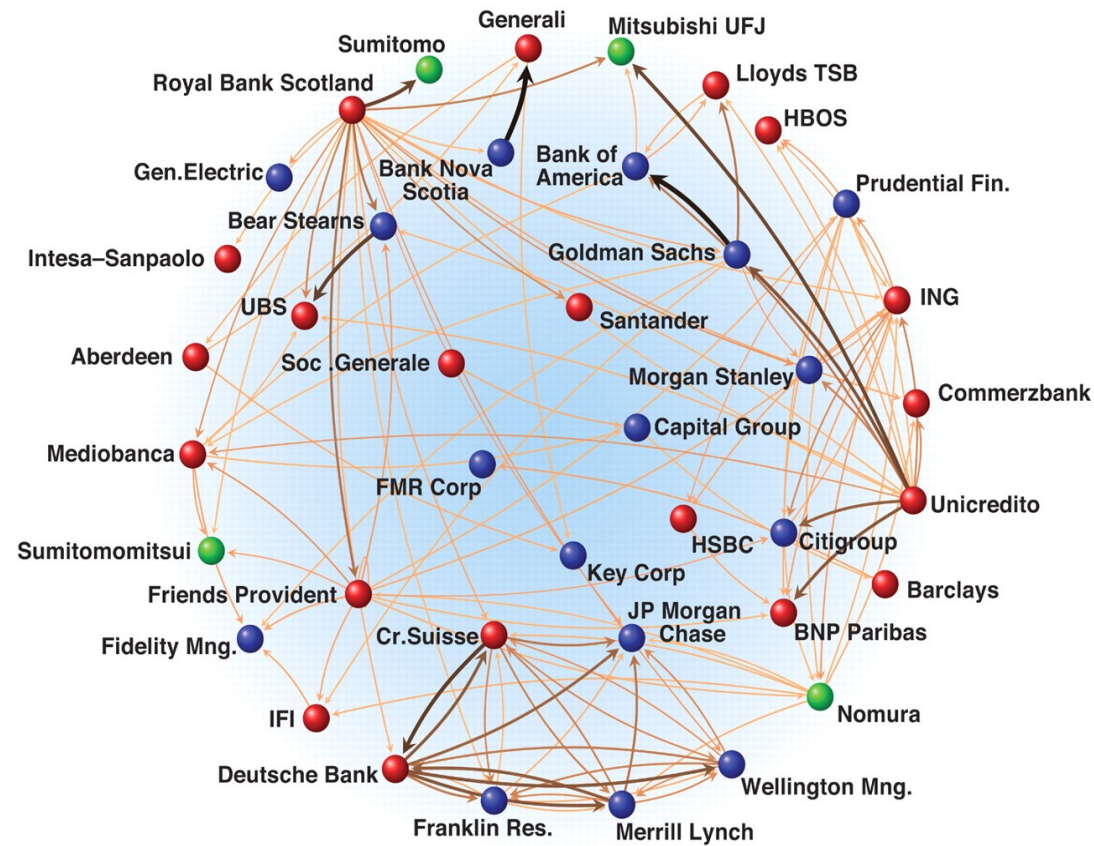 Generali
Mitsubishi UFJ
Sumitomo
Lloyds TSB
Royal Bank Scotland
HBOS
Bank Nova
Scotia
Bank of
America
Gen.Electric
Prudential Fin.
Bear Stearns
Goldman Sachs
Intesa–Sanpaolo
ING
UBS
Santander
Aberdeen
Soc .Generale
Morgan Stanley
Commerzbank
Capital Group
Mediobanca
FMR Corp
Unicredito
HSBC
Citigroup
Sumitomomitsui
Key Corp
Barclays
Friends Provident
JP Morgan
Chase
BNP Paribas
Cr.Suisse
Fidelity Mng.
IFI
Nomura
Deutsche Bank
Wellington Mng.
Franklin Res.
Merrill Lynch